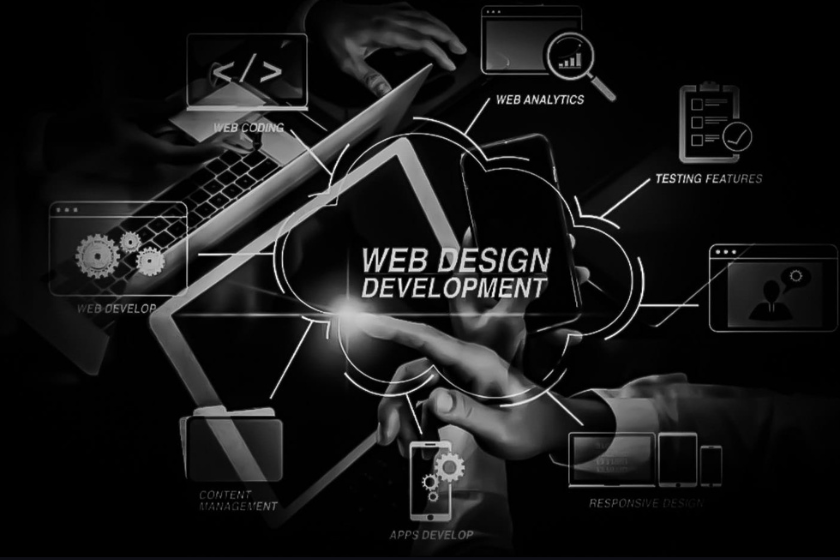 </>
WEB ANALYTICS
WEB CODING
TESTING FEATURES
WEB DESIGN
DEVELOPMENT
WEB DEVELOP
CONTENT
MANAGEMENT
RESPONSIVE DESIGN
APPS DEVELOP